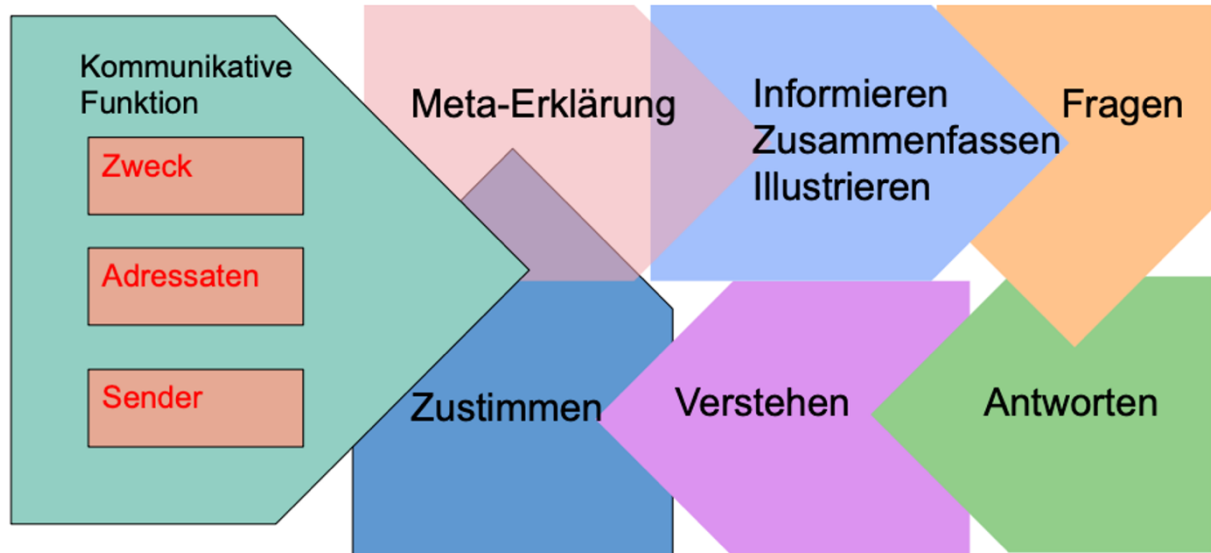 Kommunikative
Funktion
Zweck
Adressaten
Sender
Meta-Erklärung
Informieren
Zusammenfassen
Illustrieren
Fragen
Zustimmen
Verstehen
Antworten